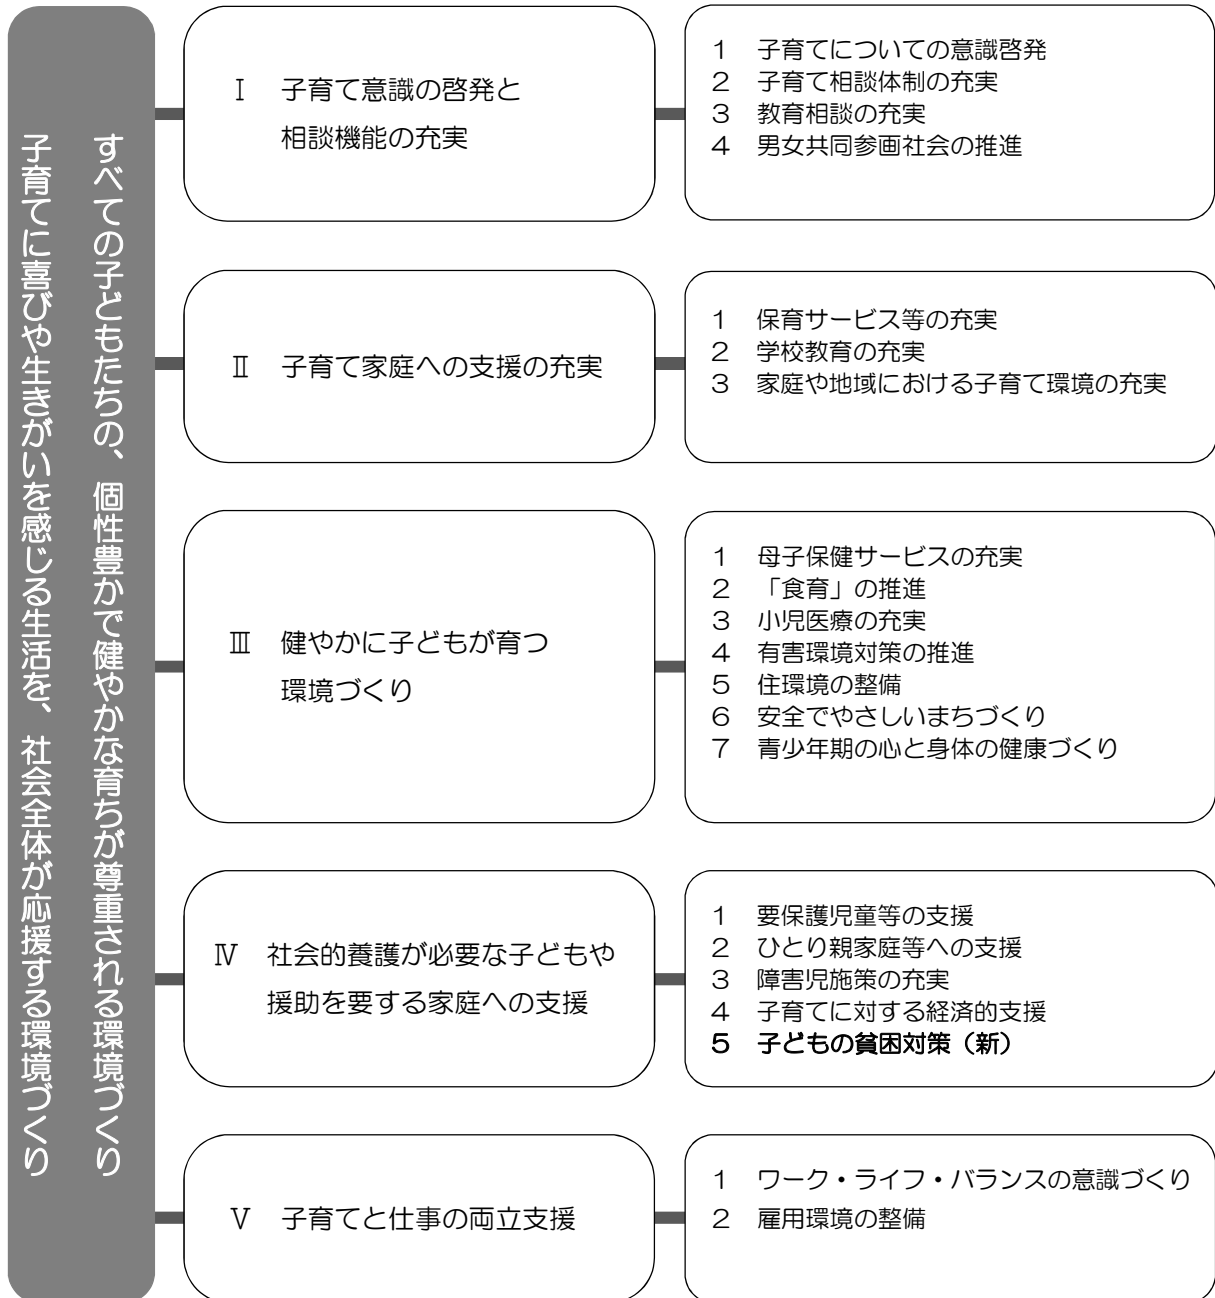 すべての子どもたちの、個性豊かで健やかな育ちが尊重される環境づくり
子育てに喜びや生きがいを感じる生活を、社会全体が応援する環境づくり
Ⅰ 子育て意識の啓発と
相談機能の充実
1 子育てについての意識啓発
2 子育て相談体制の充実
3 教育相談の充実
4 男女共同参画社会の推進
Ⅱ 子育て家庭への支援の充実
1 保育サービス等の充実
2 学校教育の充実
3 家庭や地域における子育て環境の充実
Ⅲ 健やかに子どもが育つ
環境づくり
1 母子保健サービスの充実
2 「食育」の推進
3 小児医療の充実
4 有害環境対策の推進
5 住環境の整備
6 安全でやさしいまちづくり
7 青少年期の心と身体の健康づくり
Ⅳ 社会的養護が必要な子どもや
援助を要する家庭への支援
1 要保護児童等の支援
2 ひとり親家庭等への支援
3 障害児施策の充実
4 子育てに対する経済的支援
5 子どもの貧困対策（新）
Ⅴ 子育てと仕事の両立支援
1 ワーク・ライフ・バランスの意識づくり
2 雇用環境の整備